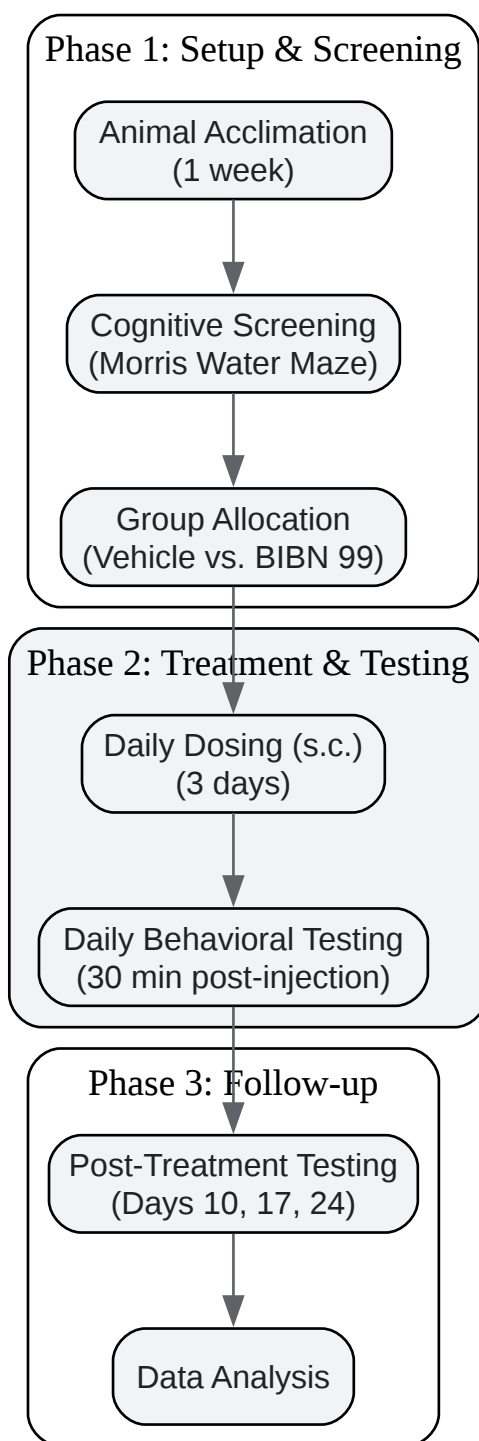 Phase 1: Setup & Screening
Animal Acclimation
(1 week)
Cognitive Screening
(Morris Water Maze)
Group Allocation
(Vehicle vs. BIBN 99)
Phase 2: Treatment & Testing
Daily Dosing (s.c.)
(3 days)
Daily Behavioral Testing
(30 min post-injection)
Phase 3: Follow-up
Post-Treatment Testing
(Days 10, 17, 24)
Data Analysis